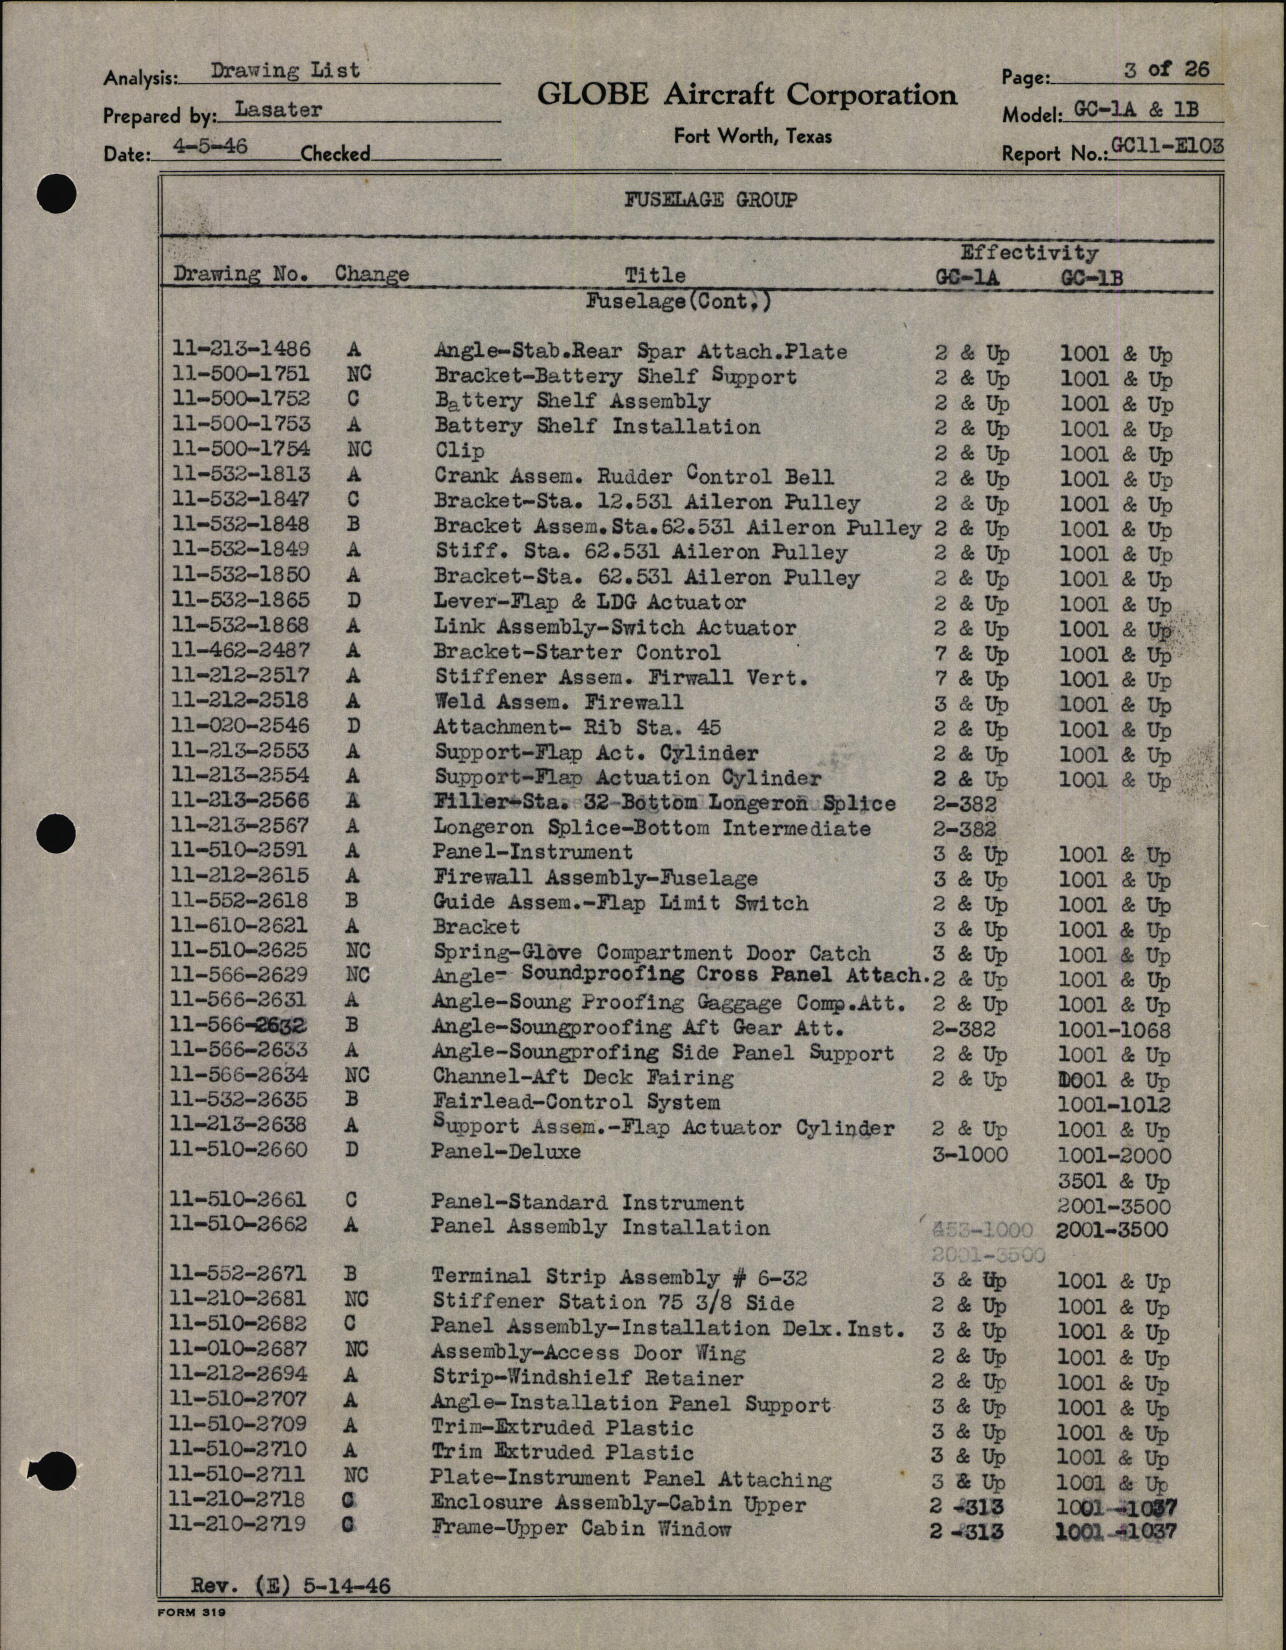 Analysis: Drawing List
Prepared by: Lasater
Date: 4-5-46 Checked
GLOBE Aircraft Corporation
Fort Worth, Texas
Page: 3 of 26
Model: GC-1A & 1B
Report No.: GC11-E103
FUSELAGE GROUP
Effectivity
Drawing No. Change Title GC-1A GC-1B
Fuselage(Cont.)
11-213-1486 A Angle-Stab.Rear Spar Attach.Plate 2 & Up 1001 & Up
11-500-1751 NC Bracket-Battery Shelf Support 2 & Up 1001 & Up
11-500-1752 C Battery Shelf Assembly 2 & Up 1001 & Up
11-500-1753 A Battery Shelf Installation 2 & Up 1001 & Up
11-500-1754 NC Clip 2 & Up 1001 & Up
11-532-1813 A Crank Assem. Rudder Control Bell 2 & Up 1001 & Up
11-532-1847 C Bracket-Sta. 12.531 Aileron Pulley 2 & Up 1001 & Up
11-532-1848 B Bracket Assem.Sta.62.531 Aileron Pulley 2 & Up 1001 & Up
11-532-1849 A Stiff. Sta. 62.531 Aileron Pulley 2 & Up 1001 & Up
11-532-1850 A Bracket-Sta. 62.531 Aileron Pulley 2 & Up 1001 & Up
11-532-1865 D Lever-Flap & LDG Actuator 2 & Up 1001 & Up
11-532-1868 A Link Assembly-Switch Actuator 2 & Up 1001 & Up
11-462-2487 A Bracket-Starter Control 7 & Up 1001 & Up
11-212-2517 A Stiffener Assem. Firwall Vert. 7 & Up 1001 & Up
11-212-2518 A Weld Assem. Firewall 3 & Up 1001 & Up
11-020-2546 D Attachment- Rib Sta. 45 2 & Up 1001 & Up
11-213-2553 A Support-Flap Act. Cylinder 2 & Up 1001 & Up
11-213-2554 A Support-Flap Actuation Cylinder 2 & Up 1001 & Up
11-213-2566 A Filler-Sta. 32 Bottom Longeron Splice 2-382
11-213-2567 A Longeron Splice-Bottom Intermediate 2-382
11-510-2591 A Panel-Instrument 3 & Up 1001 & Up
11-212-2615 A Firewall Assembly-Fuselage 3 & Up 1001 & Up
11-552-2618 B Guide Assem.-Flap Limit Switch 2 & Up 1001 & Up
11-610-2621 A Bracket 3 & Up 1001 & Up
11-510-2625 NC Spring-Glove Compartment Door Catch 3 & Up 1001 & Up
11-566-2629 NC Angle- Soundproofing Cross Panel Attach. 2 & Up 1001 & Up
11-566-2631 A Angle-Soung Proofing Gaggage Comp.Att. 2 & Up 1001 & Up
11-566-2632 B Angle-Soungproofing Aft Gear Att. 2-382 1001-1068
11-566-2633 A Angle-Soungprofing Side Panel Support 2 & Up 1001 & Up
11-566-2634 NC Channel-Aft Deck Fairing 2 & Up 1001 & Up
11-532-2635 B Fairlead-Control System 1001-1012
11-213-2638 A Support Assem.-Flap Actuator Cylinder 2 & Up 1001 & Up
11-510-2660 D Panel-Deluxe 3-1000 1001-2000
3501 & Up
11-510-2661 C Panel-Standard Instrument 2001-3500
11-510-2662 A Panel Assembly Installation 453-1000 2001-3500
2001-3500
11-552-2671 B Terminal Strip Assembly # 6-32 3 & Up 1001 & Up
11-210-2681 NC Stiffener Station 75 3/8 Side 2 & Up 1001 & Up
11-510-2682 C Panel Assembly-Installation Delx.Inst. 3 & Up 1001 & Up
11-010-2687 NC Assembly-Access Door Wing 2 & Up 1001 & Up
11-212-2694 A Strip-Windshielf Retainer 2 & Up 1001 & Up
11-510-2707 A Angle-Installation Panel Support 3 & Up 1001 & Up
11-510-2709 A Trim-Extruded Plastic 3 & Up 1001 & Up
11-510-2710 A Trim Extruded Plastic 3 & Up 1001 & Up
11-510-2711 NC Plate-Instrument Panel Attaching 3 & Up 1001 & Up
11-210-2718 C Enclosure Assembly-Cabin Upper 2 -313 1001 -1037
11-210-2719 C Frame-Upper Cabin Window 2 -313 1001 -1037
Rev. (E) 5-14-46
FORM 319